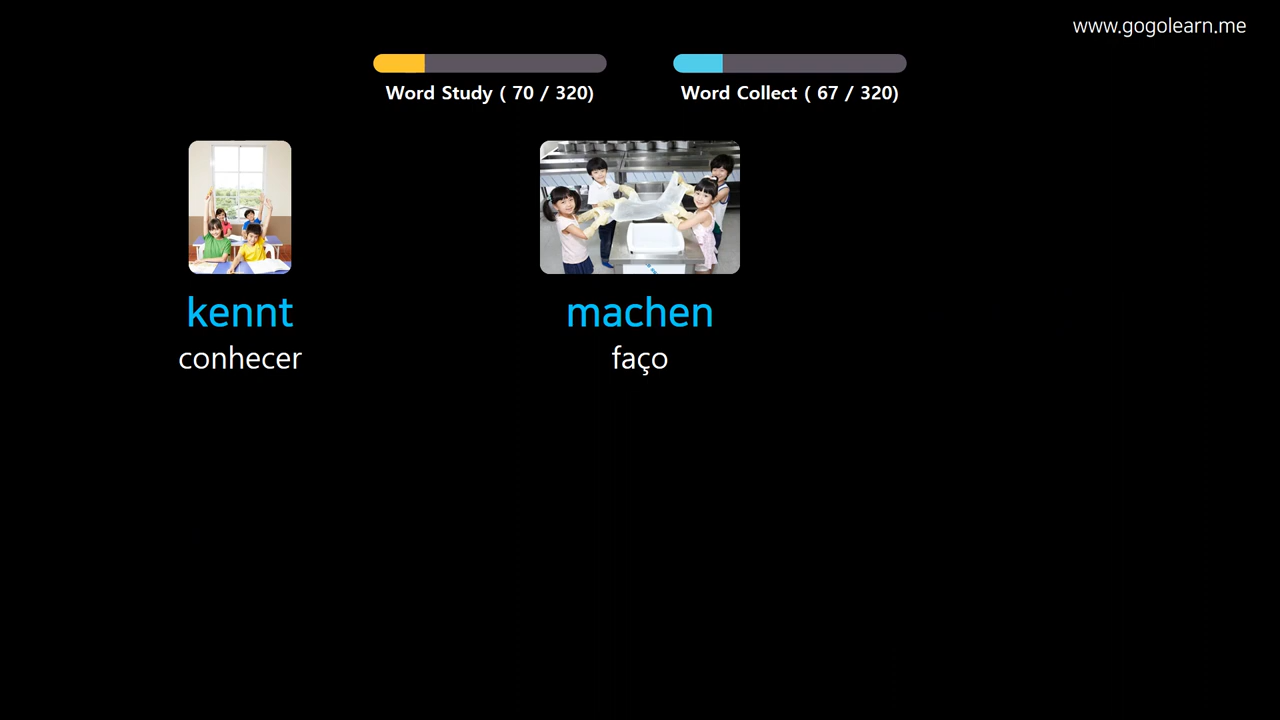 www.gogolearn.me
Word Study ( 70 / 320)
Word Collect ( 67 / 320)
kennt
machen
conhecer
faço